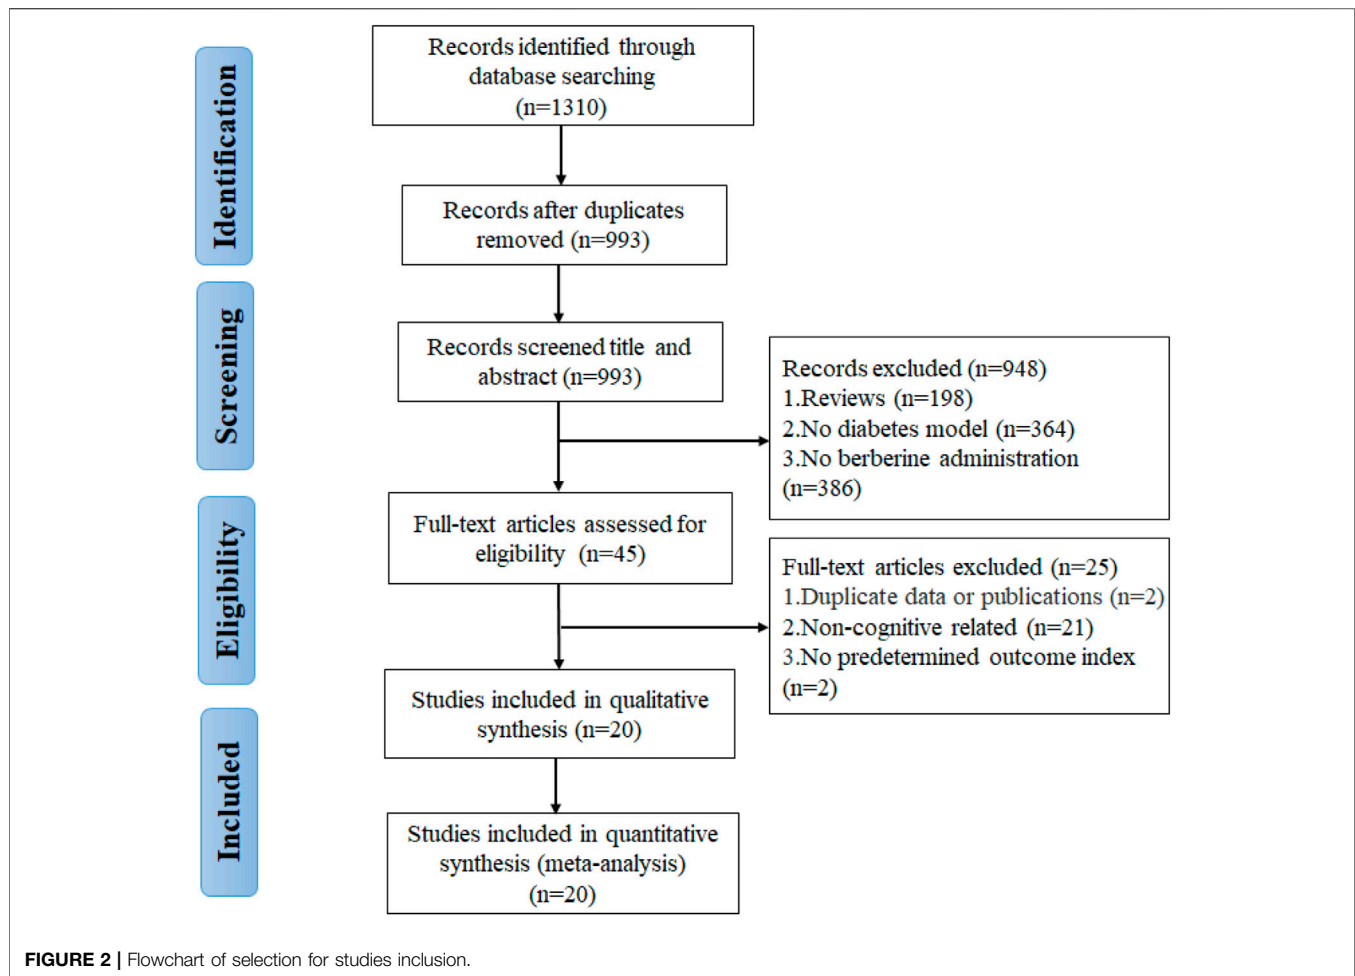 Identification
Records identified through
database searching
(n=1310)
Records after duplicates
removed (n=993)
Screening
Records screened title and
abstract (n=993)
Records excluded (n=948)
1.Reviews (n=198)
2.No diabetes model (n=364)
3.No berberine administration
(n=386)
Eligibility
Full-text articles assessed for
eligibility (n=45)
Full-text articles excluded (n=25)
1.Duplicate data or publications (n=2)
2.Non-cognitive related (n=21)
3.No predetermined outcome index
(n=2)
Included
Studies included in qualitative
synthesis (n=20)
Studies included in quantitative
synthesis (meta-analysis)
(n=20)
FIGURE 2 | Flowchart of selection for studies inclusion.